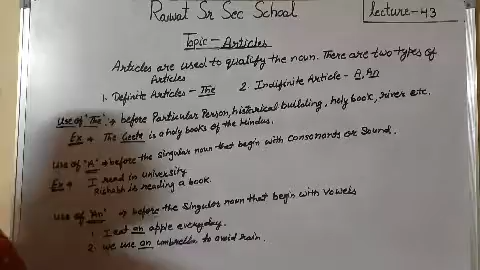 Rawat Sr Sec School
Lecture-43
Topic - Articles
Articles are used to qualify the noun. There are two types of
Articles
1. Definite Articles - The 2. Indifinite Article - A, An
Use of "The" → before Particular Person, historical building, holy book, river etc.
Ex → The Geeta is a holy books of the Hindus.
Use of "A" → before the singular noun that begin with Consonants or Sound.
Ex → I read in university
Rishabh is reading a book.
Use of "An" → before the Singular noun that begin with Vowels
1. I eat an apple everyday.
2. we use an umbrella to avoid rain.